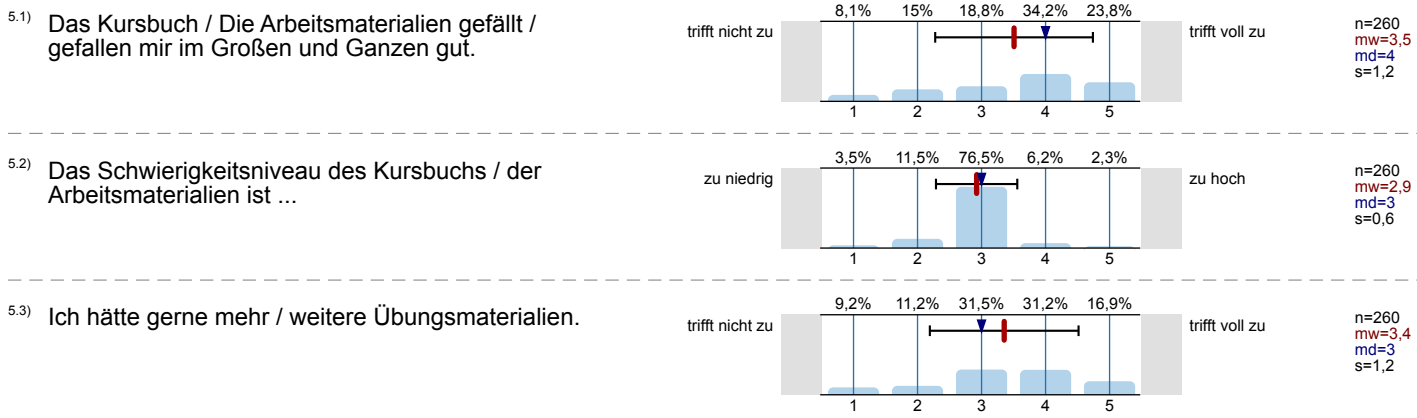 5.1) Das Kursbuch / Die Arbeitsmaterialien gefällt /
gefallen mir im Großen und Ganzen gut.
trifft nicht zu
8,1% 15% 18,8% 34,2% 23,8%
1 2 3 4 5
trifft voll zu
n=260
mw=3,5
md=4
s=1,2
5.2) Das Schwierigkeitsniveau des Kursbuchs / der
Arbeitsmaterialien ist ...
zu niedrig
3,5% 11,5% 76,5% 6,2% 2,3%
zu hoch
n=260
mw=2,9
md=3
s=0,6
5.3) Ich hätte gerne mehr / weitere Übungsmaterialien.
trifft nicht zu
9,2% 11,2% 31,5% 31,2% 16,9%
1 2 3 4 5
trifft voll zu
n=260
mw=3,4
md=3
s=1,2